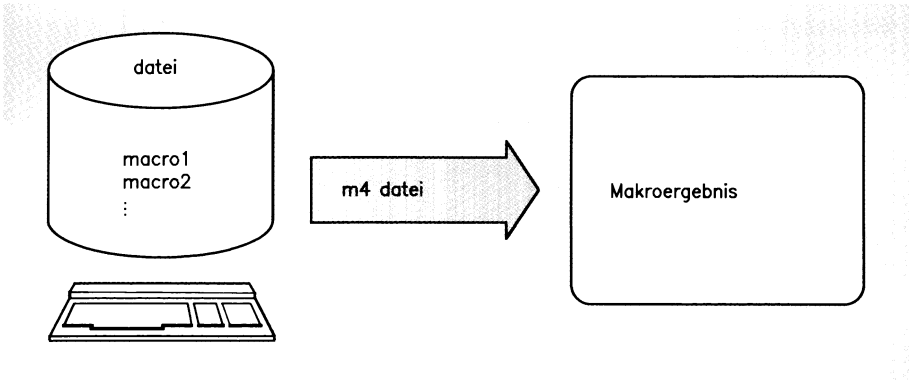 datei
macro1
macro2
⋮
m4 datei
Makroergebnis